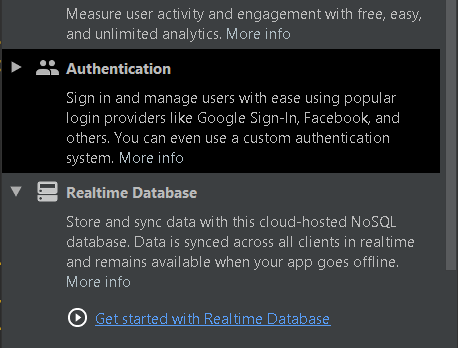 Measure user activity and engagement with free, easy,
and unlimited analytics. More info
Authentication
Sign in and manage users with ease using popular
login providers like Google Sign-In, Facebook, and
others. You can even use a custom authentication
system. More info
Realtime Database
Store and sync data with this cloud-hosted NoSQL
database. Data is synced across all clients in realtime
and remains available when your app goes offline.
More info
Get started with Realtime Database